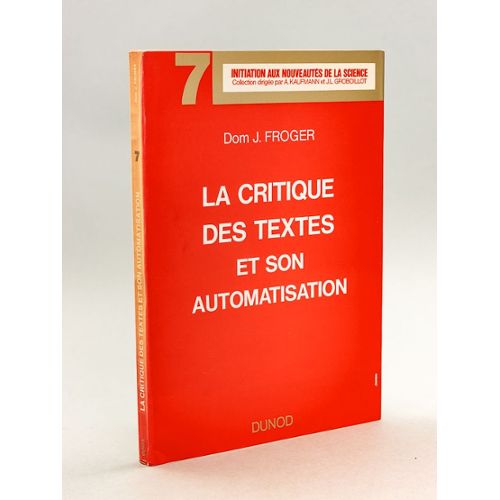 7
INITIATION AUX NOUVEAUTÉS DE LA SCIENCE
Collection dirigée par A. KAUFMANN et J.L. GROBOILLOT
Dom J. FROGER
LA CRITIQUE
DES TEXTES
ET SON
AUTOMATISATION
DUNOD
7
LA CRITIQUE DES TEXTES ET SON AUTOMATISATION